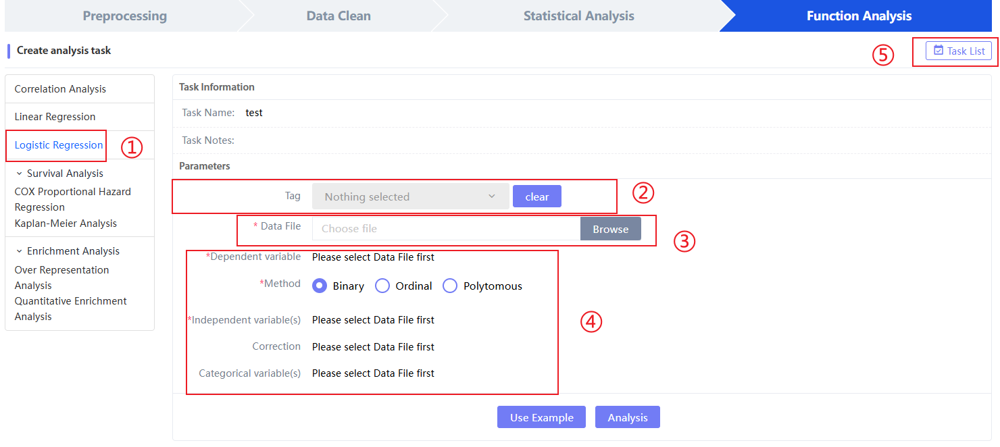 Preprocessing
Data Clean
Statistical Analysis
Function Analysis
Create analysis task
⑤
Task List
Correlation Analysis
Linear Regression
Logistic Regression
①
Survival Analysis
COX Proportional Hazard
Regression
Kaplan-Meier Analysis
Enrichment Analysis
Over Representation
Analysis
Quantitative Enrichment
Analysis
Task Information
Task Name: test
Task Notes:
Parameters
Tag Nothing selected clear
②
* Data File Choose file Browse
③
*Dependent variable Please select Data File first
*Method Binary Ordinal Polytomous
*Independent variable(s) Please select Data File first
④
Correction Please select Data File first
Categorical variable(s) Please select Data File first
Use Example Analysis